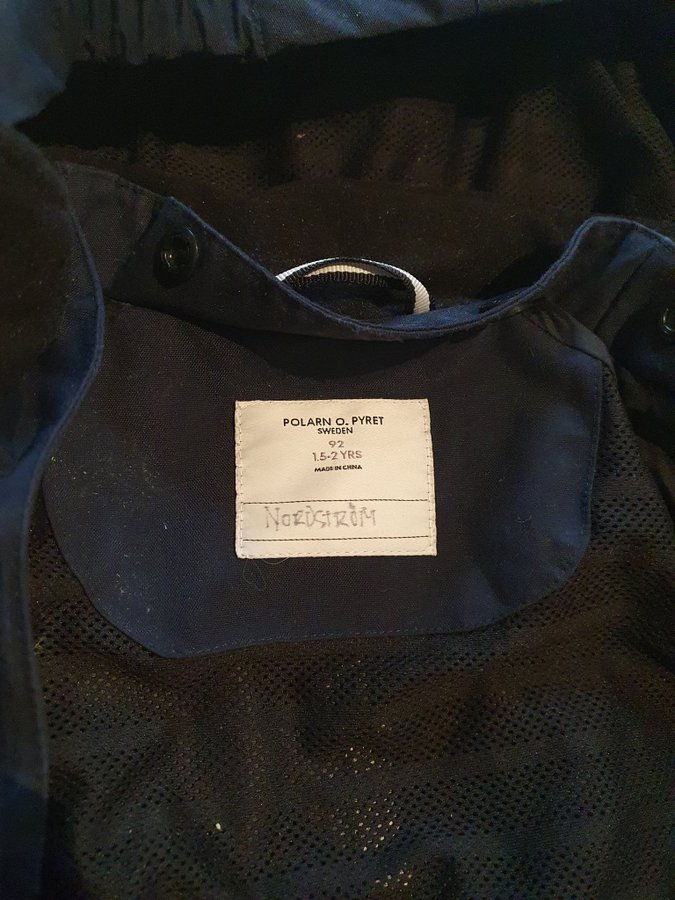 POLARN O. PYRET
SWEDEN
92
1.5-2 YRS
MADE IN CHINA
NORDSTRÖM